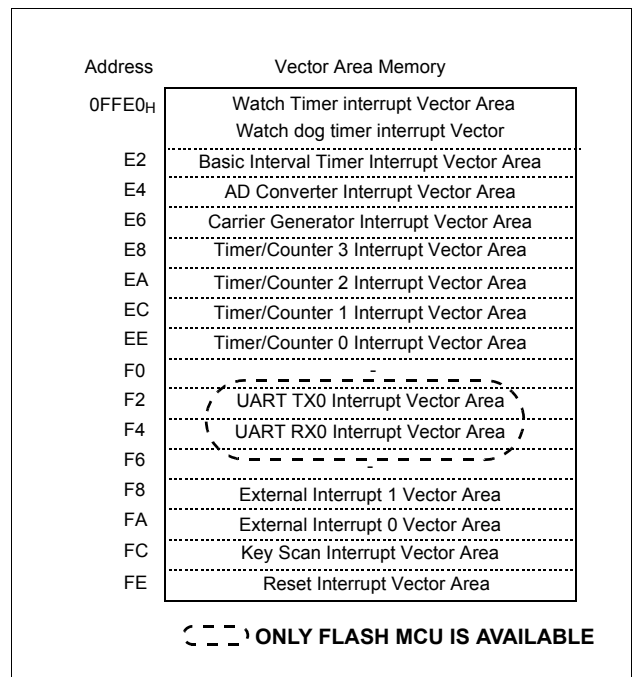 Address Vector Area Memory
0FFE0H Watch Timer interrupt Vector Area
Watch dog timer interrupt Vector
E2 Basic Interval Timer Interrupt Vector Area
E4 AD Converter Interrupt Vector Area
E6 Carrier Generator Interrupt Vector Area
E8 Timer/Counter 3 Interrupt Vector Area
EA Timer/Counter 2 Interrupt Vector Area
EC Timer/Counter 1 Interrupt Vector Area
EE Timer/Counter 0 Interrupt Vector Area
F0 -
F2 UART TX0 Interrupt Vector Area
F4 UART RX0 Interrupt Vector Area
F6 -
F8 External Interrupt 1 Vector Area
FA External Interrupt 0 Vector Area
FC Key Scan Interrupt Vector Area
FE Reset Interrupt Vector Area
ONLY FLASH MCU IS AVAILABLE